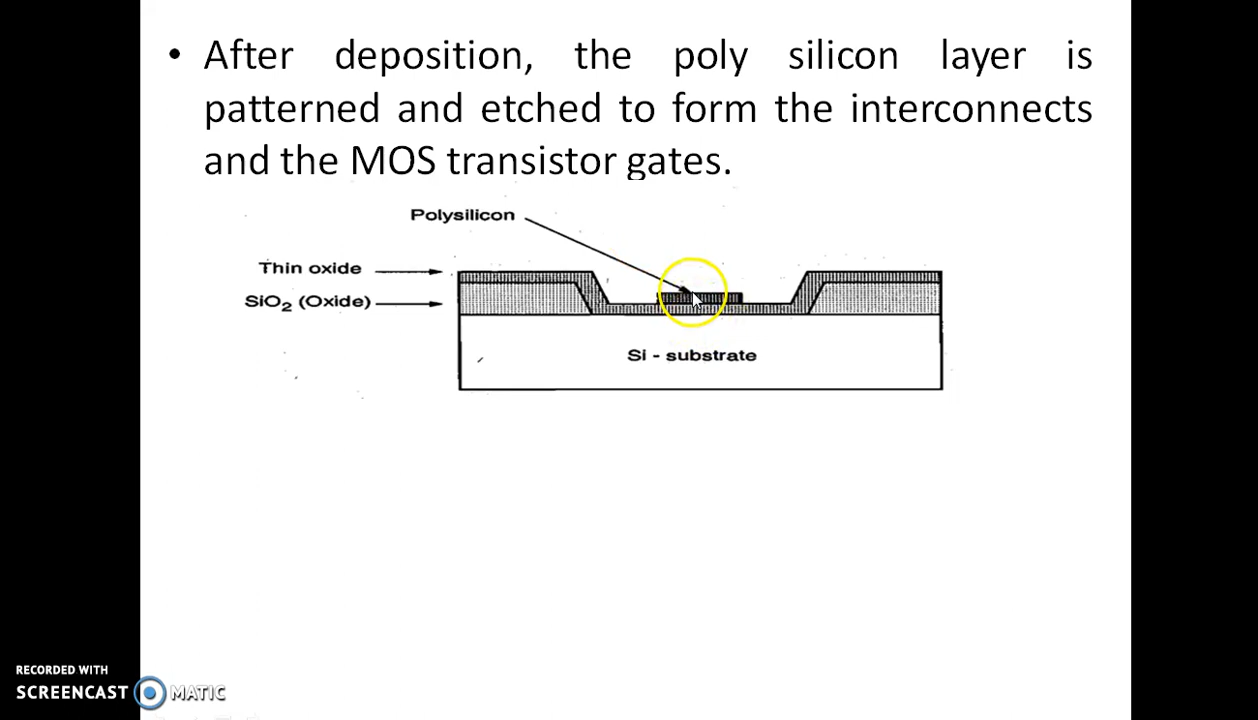 • After deposition, the poly silicon layer is
patterned and etched to form the interconnects
and the MOS transistor gates.
Polysilicon
Thin oxide
SiO₂ (Oxide)
Si - substrate
RECORDED WITH
SCREENCAST MATIC